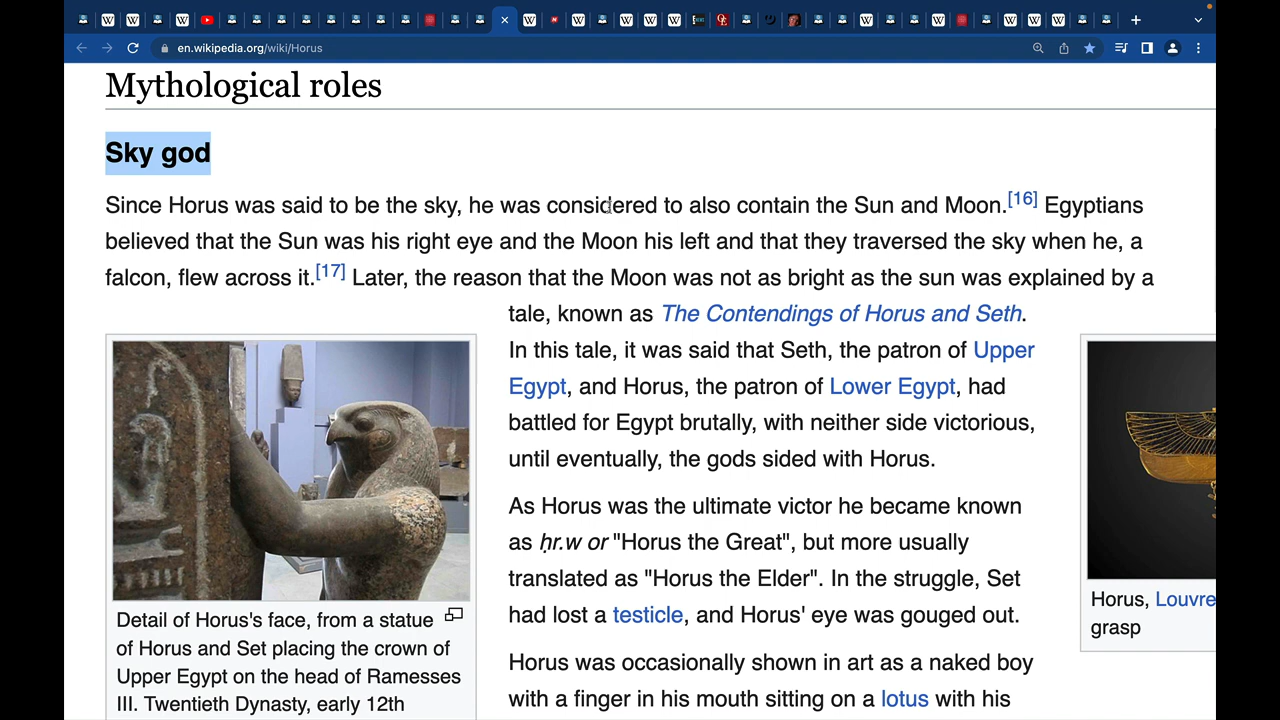 en.wikipedia.org/wiki/Horus
Mythological roles
Sky god
Since Horus was said to be the sky, he was considered to also contain the Sun and Moon.[16] Egyptians
believed that the Sun was his right eye and the Moon his left and that they traversed the sky when he, a
falcon, flew across it.[17] Later, the reason that the Moon was not as bright as the sun was explained by a
tale, known as The Contendings of Horus and Seth.
In this tale, it was said that Seth, the patron of Upper
Egypt, and Horus, the patron of Lower Egypt, had
battled for Egypt brutally, with neither side victorious,
until eventually, the gods sided with Horus.
As Horus was the ultimate victor he became known
as ḥr.w or "Horus the Great", but more usually
translated as "Horus the Elder". In the struggle, Set
had lost a testicle, and Horus' eye was gouged out.
Horus was occasionally shown in art as a naked boy
with a finger in his mouth sitting on a lotus with his
Detail of Horus's face, from a statue
of Horus and Set placing the crown of
Upper Egypt on the head of Ramesses
III. Twentieth Dynasty, early 12th
Horus, Louvre
grasp